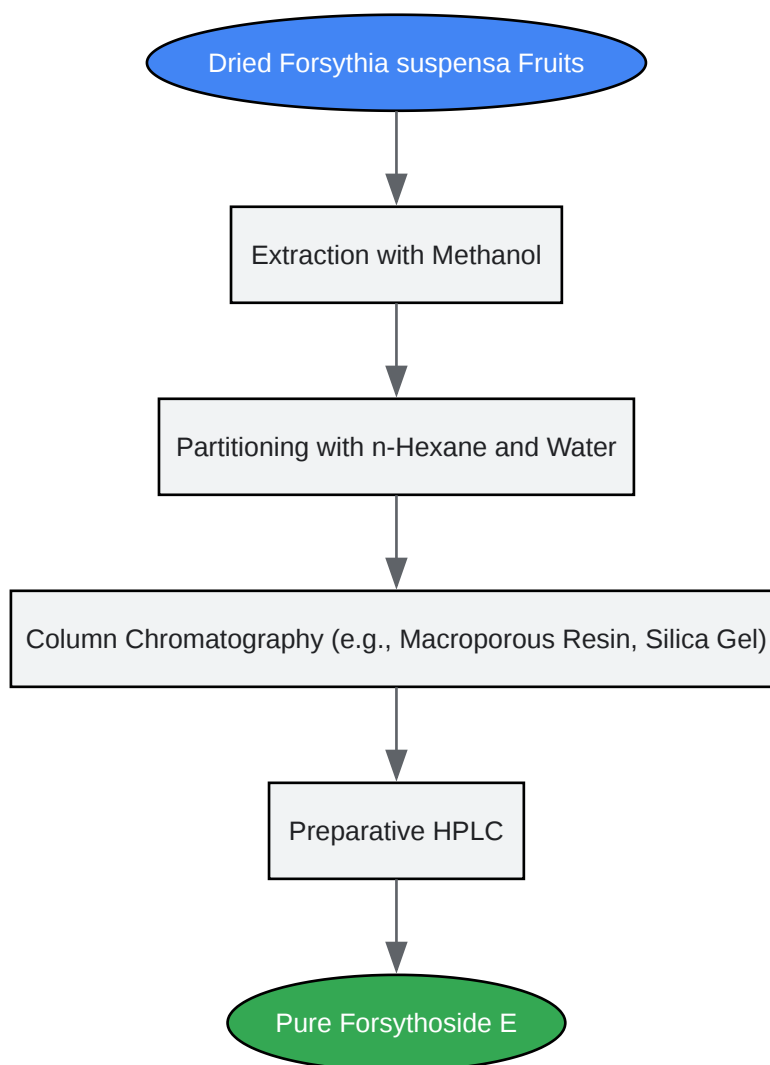 Dried Forsythia suspensa Fruits
Extraction with Methanol
Partitioning with n-Hexane and Water
Column Chromatography (e.g., Macroporous Resin, Silica Gel)
Preparative HPLC
Pure Forsythoside E